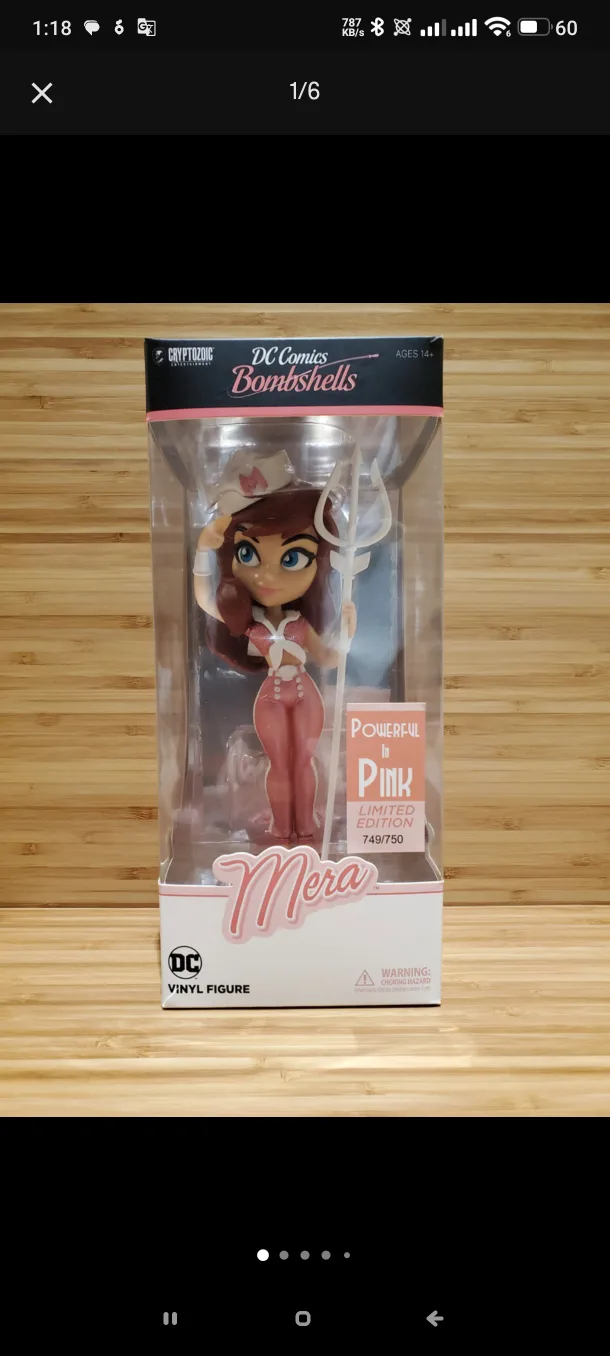 1:18
787
KB/s
6
60
1/6
CRYPTOZOIC
ENTERTAINMENT
DC Comics
Bombshells
AGES 14+
M
POWERFUL
In
PINK
LIMITED
EDITION
749/750
Mera
DC
VINYL FIGURE
WARNING:
CHOKING HAZARD